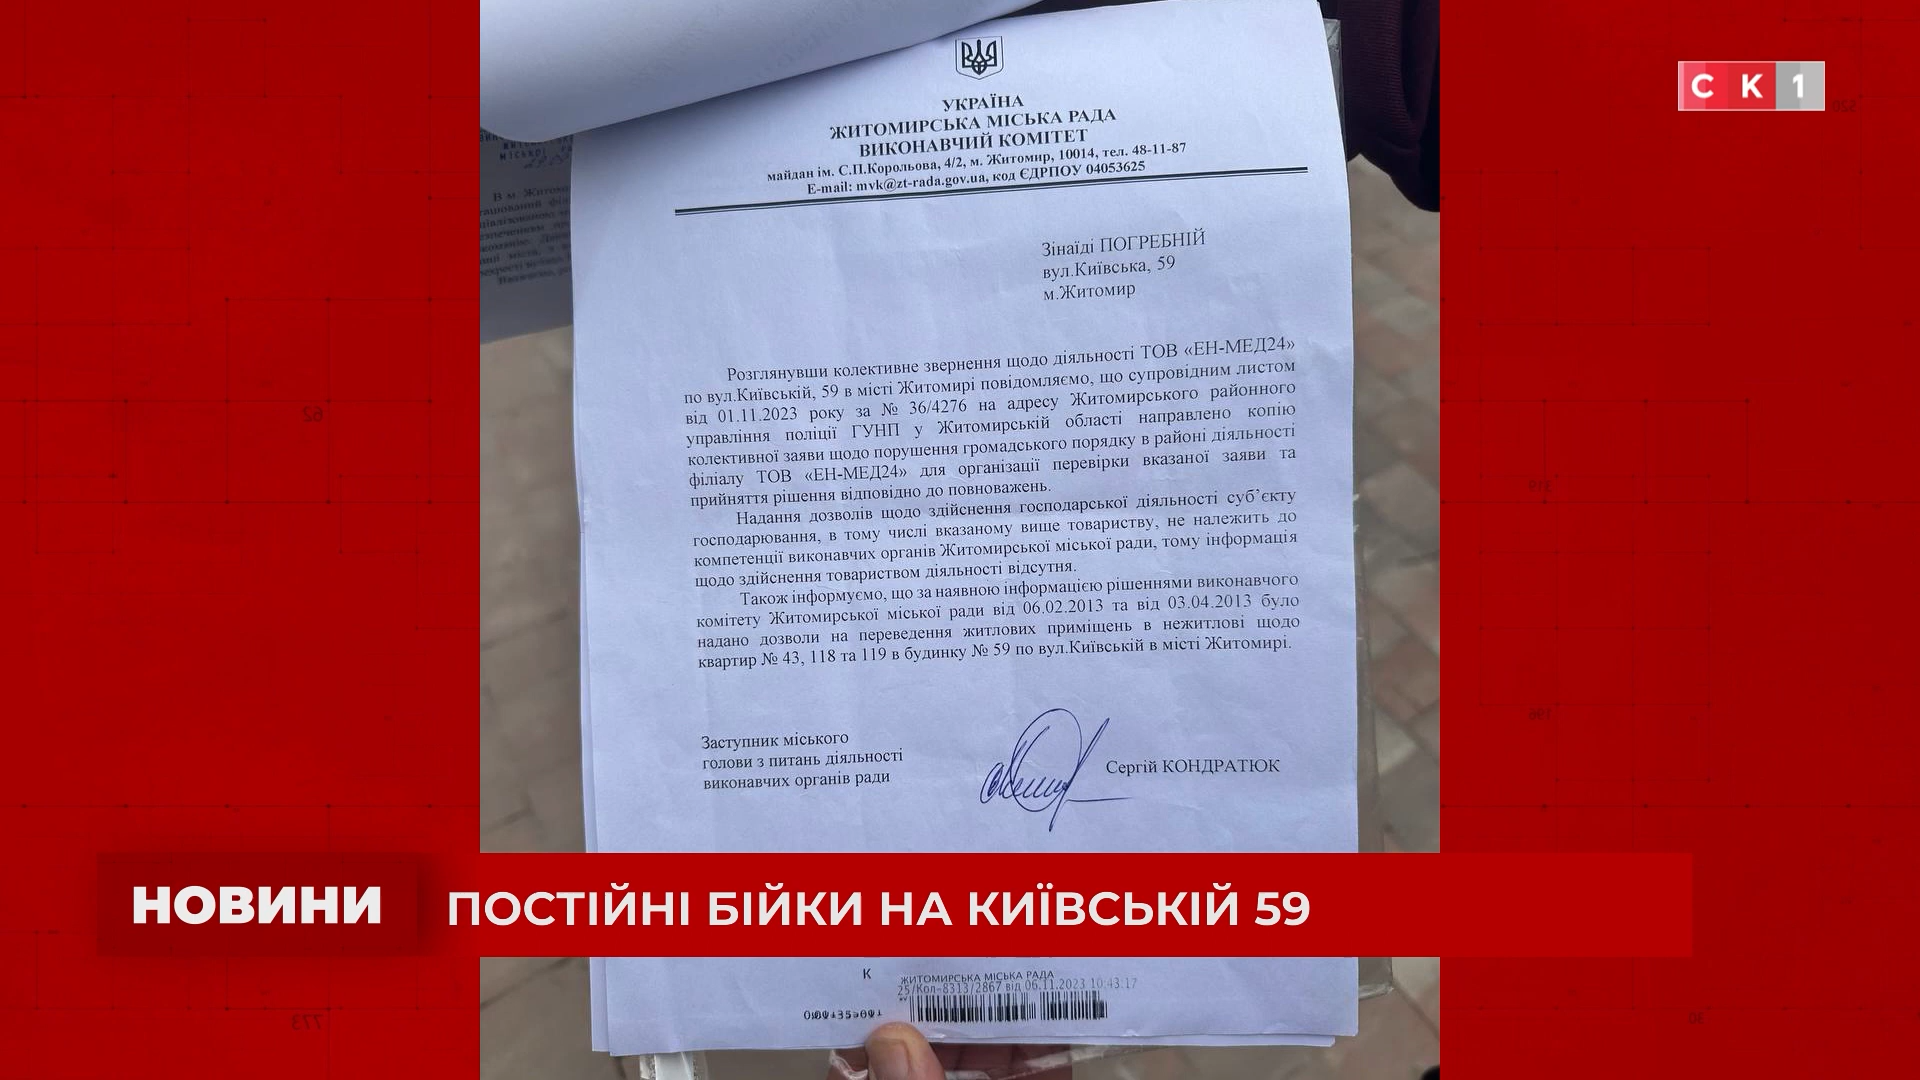 СК1
УКРАЇНА
ЖИТОМИРСЬКА МІСЬКА РАДА
ВИКОНАВЧИЙ КОМІТЕТ
майдан ім. С.П.Корольова, 4/2, м. Житомир, 10014, тел. 48-11-87
E-mail: mvk@zt-rada.gov.ua, код ЄДРПОУ 04053625
Зінаїді ПОГРЕБНІЙ
вул.Київська, 59
м.Житомир
Розглянувши колективне звернення щодо діяльності ТОВ «ЕН-МЕД24»
по вул.Київській, 59 в місті Житомирі повідомляємо, що супровідним листом
від 01.11.2023 року за № 36/4276 на адресу Житомирського районного
управління поліції ГУНП у Житомирській області направлено копію
колективної заяви щодо порушення громадського порядку в районі діяльності
філіалу ТОВ «ЕН-МЕД24» для організації перевірки вказаної заяви та
прийняття рішення відповідно до повноважень.
Надання дозволів щодо здійснення господарської діяльності суб’єкту
господарювання, в тому числі вказаному вище товариству, не належить до
компетенції виконавчих органів Житомирської міської ради, тому інформація
щодо здійснення товариством діяльності відсутня.
Також інформуємо, що за наявною інформацією рішеннями виконавчого
комітету Житомирської міської ради від 06.02.2013 та від 03.04.2013 було
надано дозволи на переведення житлових приміщень в нежитлові щодо
квартир № 43, 118 та 119 в будинку № 59 по вул.Київській в місті Житомирі.
Заступник міського
голови з питань діяльності
виконавчих органів ради
Сергій КОНДРАТЮК
НОВИНИ
ПОСТІЙНІ БІЙКИ НА КИЇВСЬКІЙ 59
К
ЖИТОМИРСЬКА МІСЬКА РАДА
25/Кол-8313/2867 від 06.11.2023 10:43:17